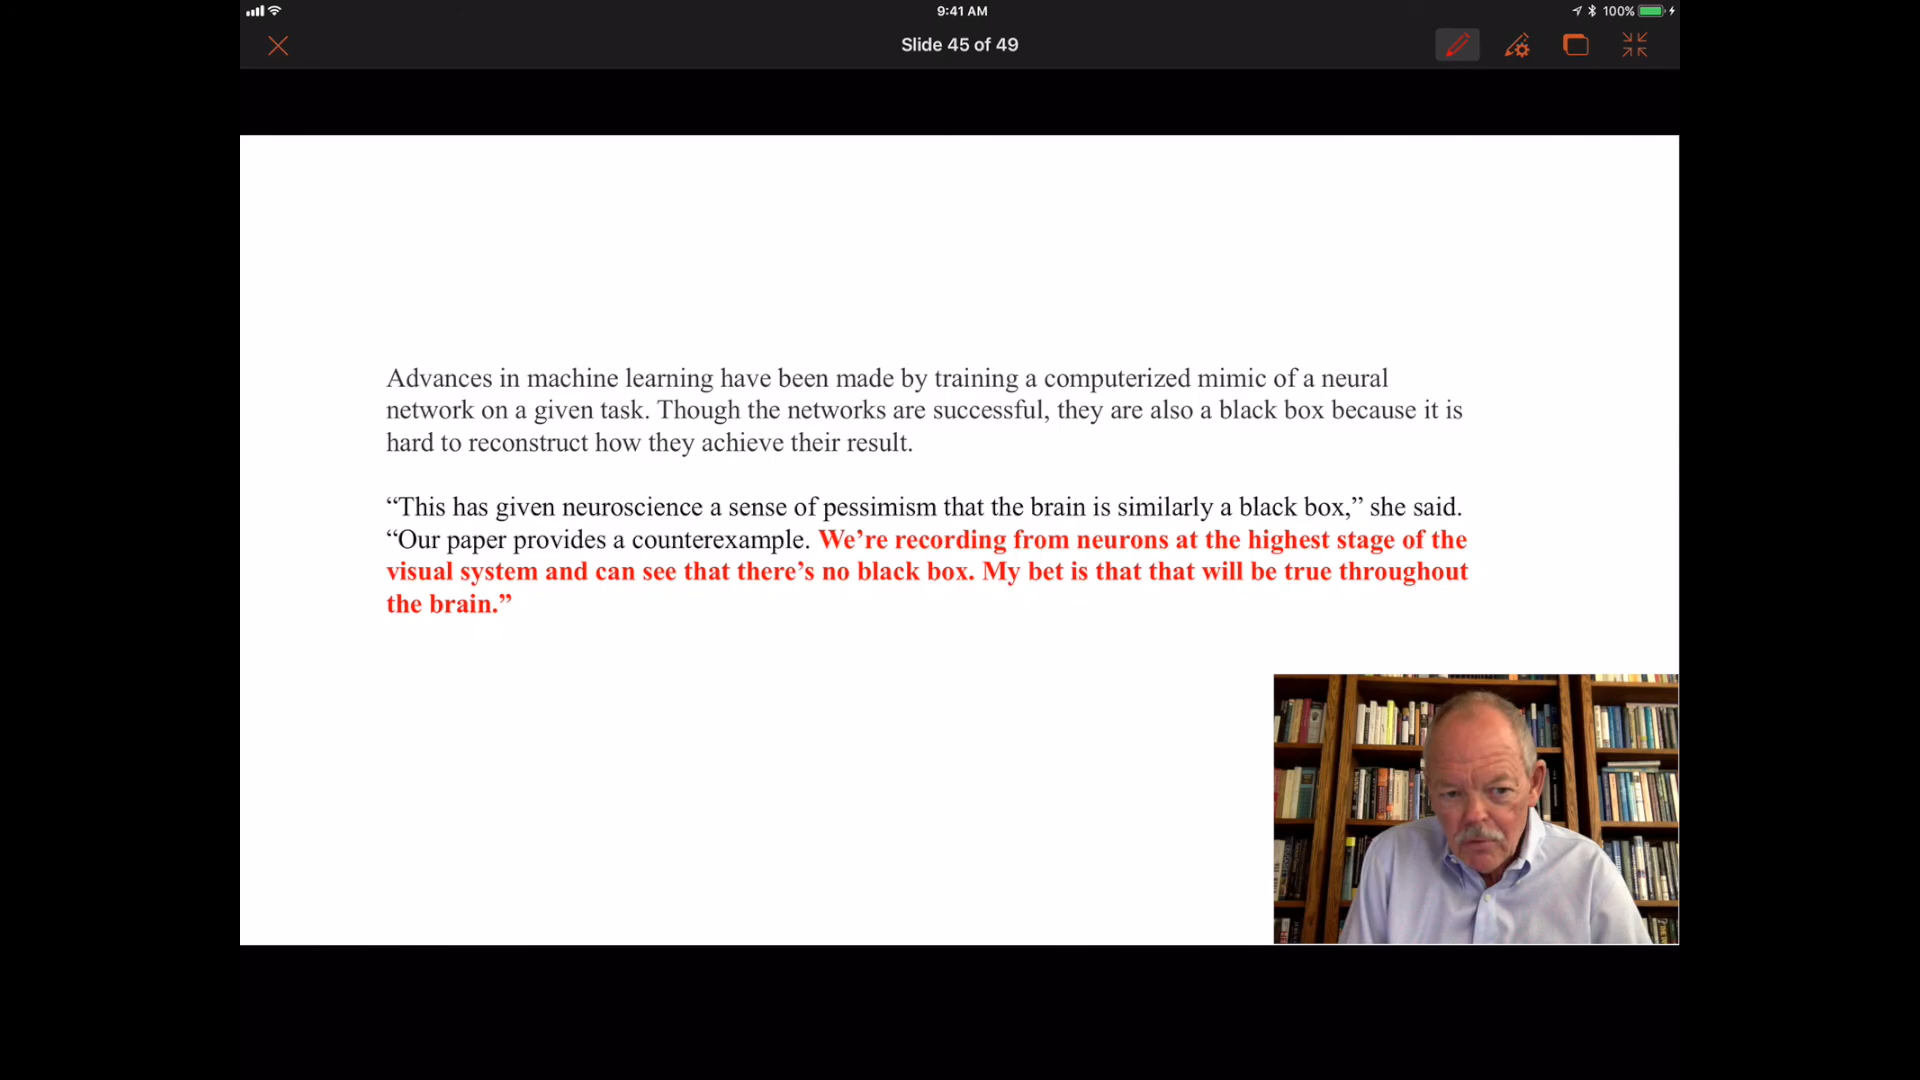 9:41 AM
100%
Slide 45 of 49
Advances in machine learning have been made by training a computerized mimic of a neural
network on a given task. Though the networks are successful, they are also a black box because it is
hard to reconstruct how they achieve their result.
“This has given neuroscience a sense of pessimism that the brain is similarly a black box,” she said.
“Our paper provides a counterexample. We’re recording from neurons at the highest stage of the
visual system and can see that there’s no black box. My bet is that that will be true throughout
the brain.”